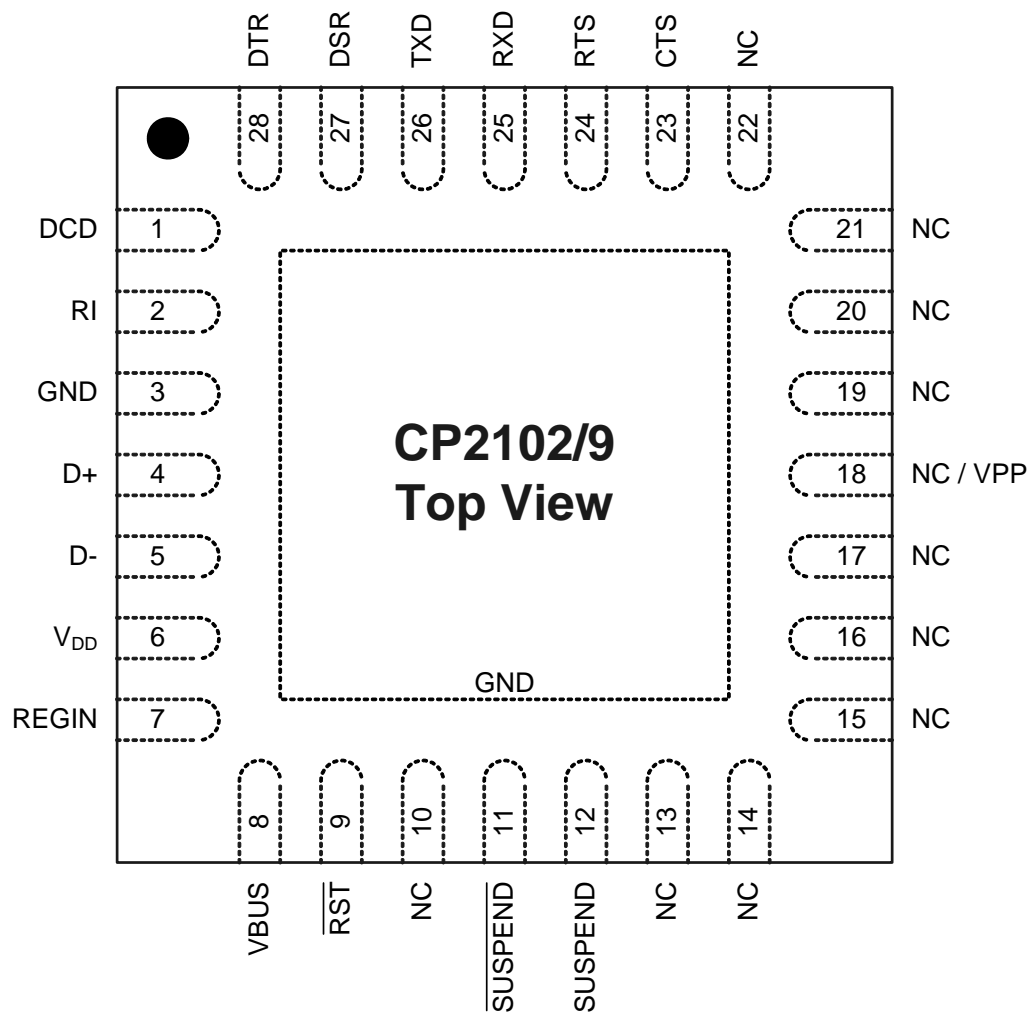 DTR
DSR
TXD
RXD
RTS
CTS
NC
28
27
26
25
24
23
22
DCD 1
RI 2
GND 3
D+ 4
D- 5
VDD 6
REGIN 7
21 NC
20 NC
19 NC
18 NC / VPP
17 NC
16 NC
15 NC
CP2102/9
Top View
GND
8
9
10
11
12
13
14
VBUS
RST
NC
SUSPEND
SUSPEND
NC
NC